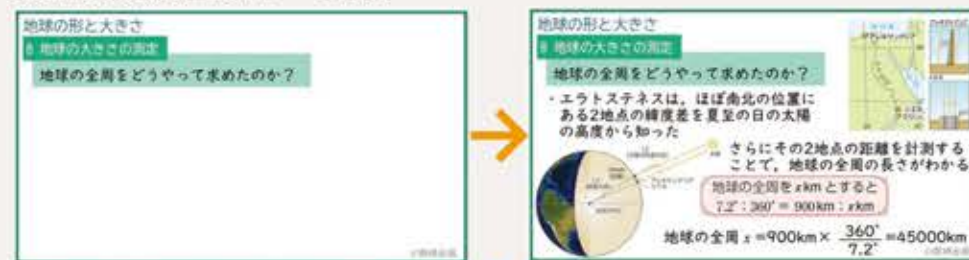 地球の形と大きさ
B 地球の大きさの測定
地球の全周をどうやって求めたのか？
地球の形と大きさ
B 地球の大きさの測定
地球の全周をどうやって求めたのか？
・エラトステネスは，ほぼ南北の位置に
ある2地点の緯度差を夏至の日の太陽
の高度から知った
さらにその2地点の距離を計測する
ことで，地球の全周の長さがわかる
地球の全周をxkmとすると
7.2°：360°＝900km：xkm
地球の全周 x =900km× 360°/7.2° =45000km